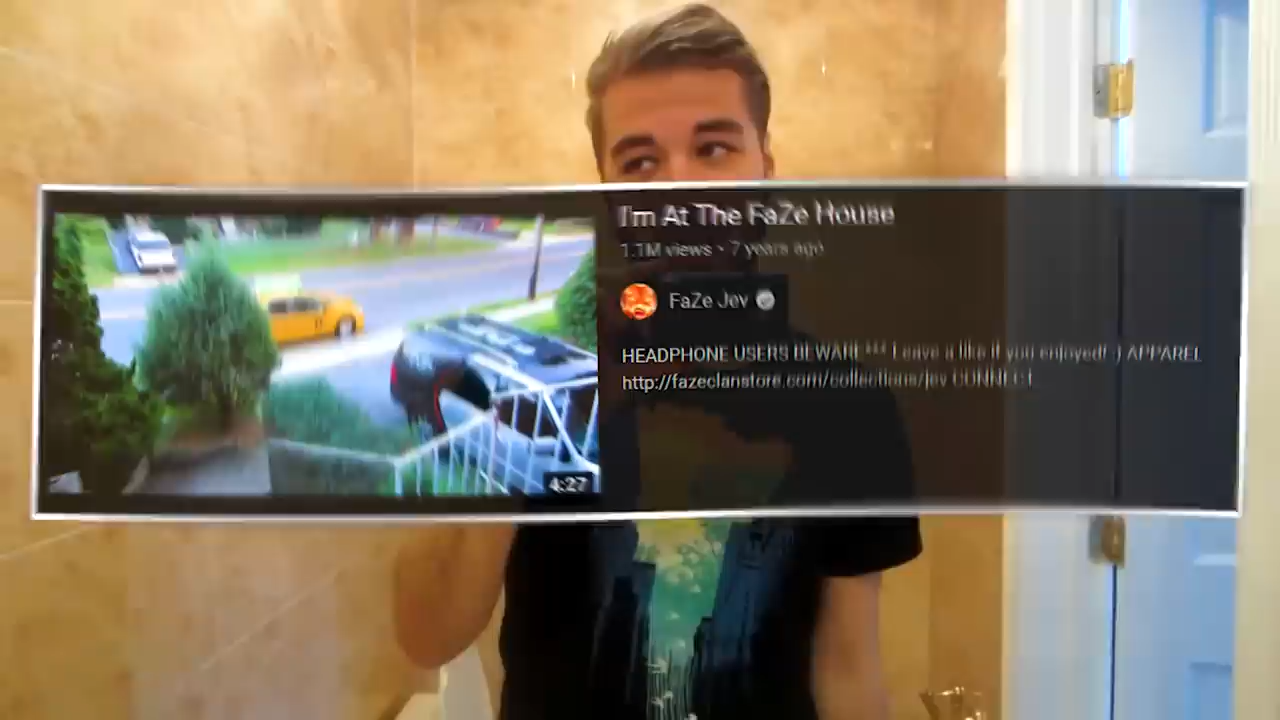 I'm At The FaZe House
1.1M views • 7 years ago
FaZe Jev
HEADPHONE USERS BEWARE*** Leave a like if you enjoyed! :) APPAREL
http://fazeclanstore.com/collections/jev CONNECT
4:27